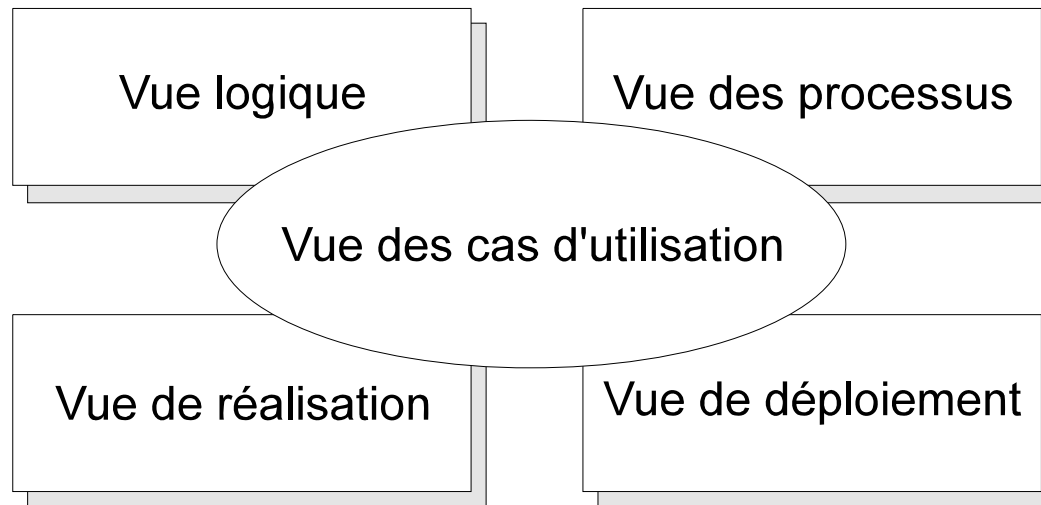 Vue logique
Vue des processus
Vue des cas d'utilisation
Vue de réalisation
Vue de déploiement